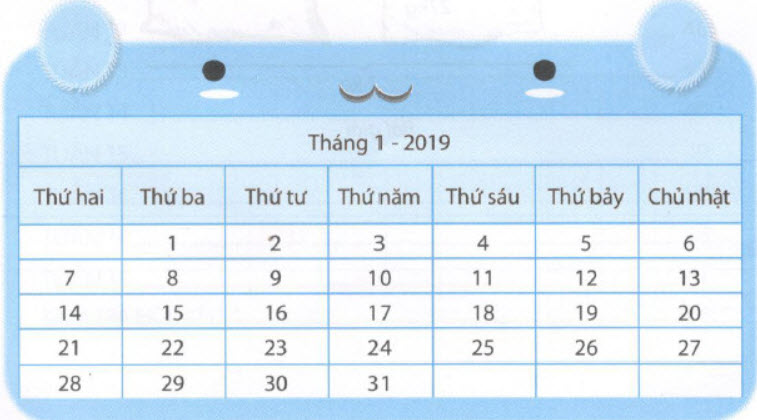 Tháng 1 - 2019
Thứ hai Thứ ba Thứ tư Thứ năm Thứ sáu Thứ bảy Chủ nhật
1 2 3 4 5 6
7 8 9 10 11 12 13
14 15 16 17 18 19 20
21 22 23 24 25 26 27
28 29 30 31